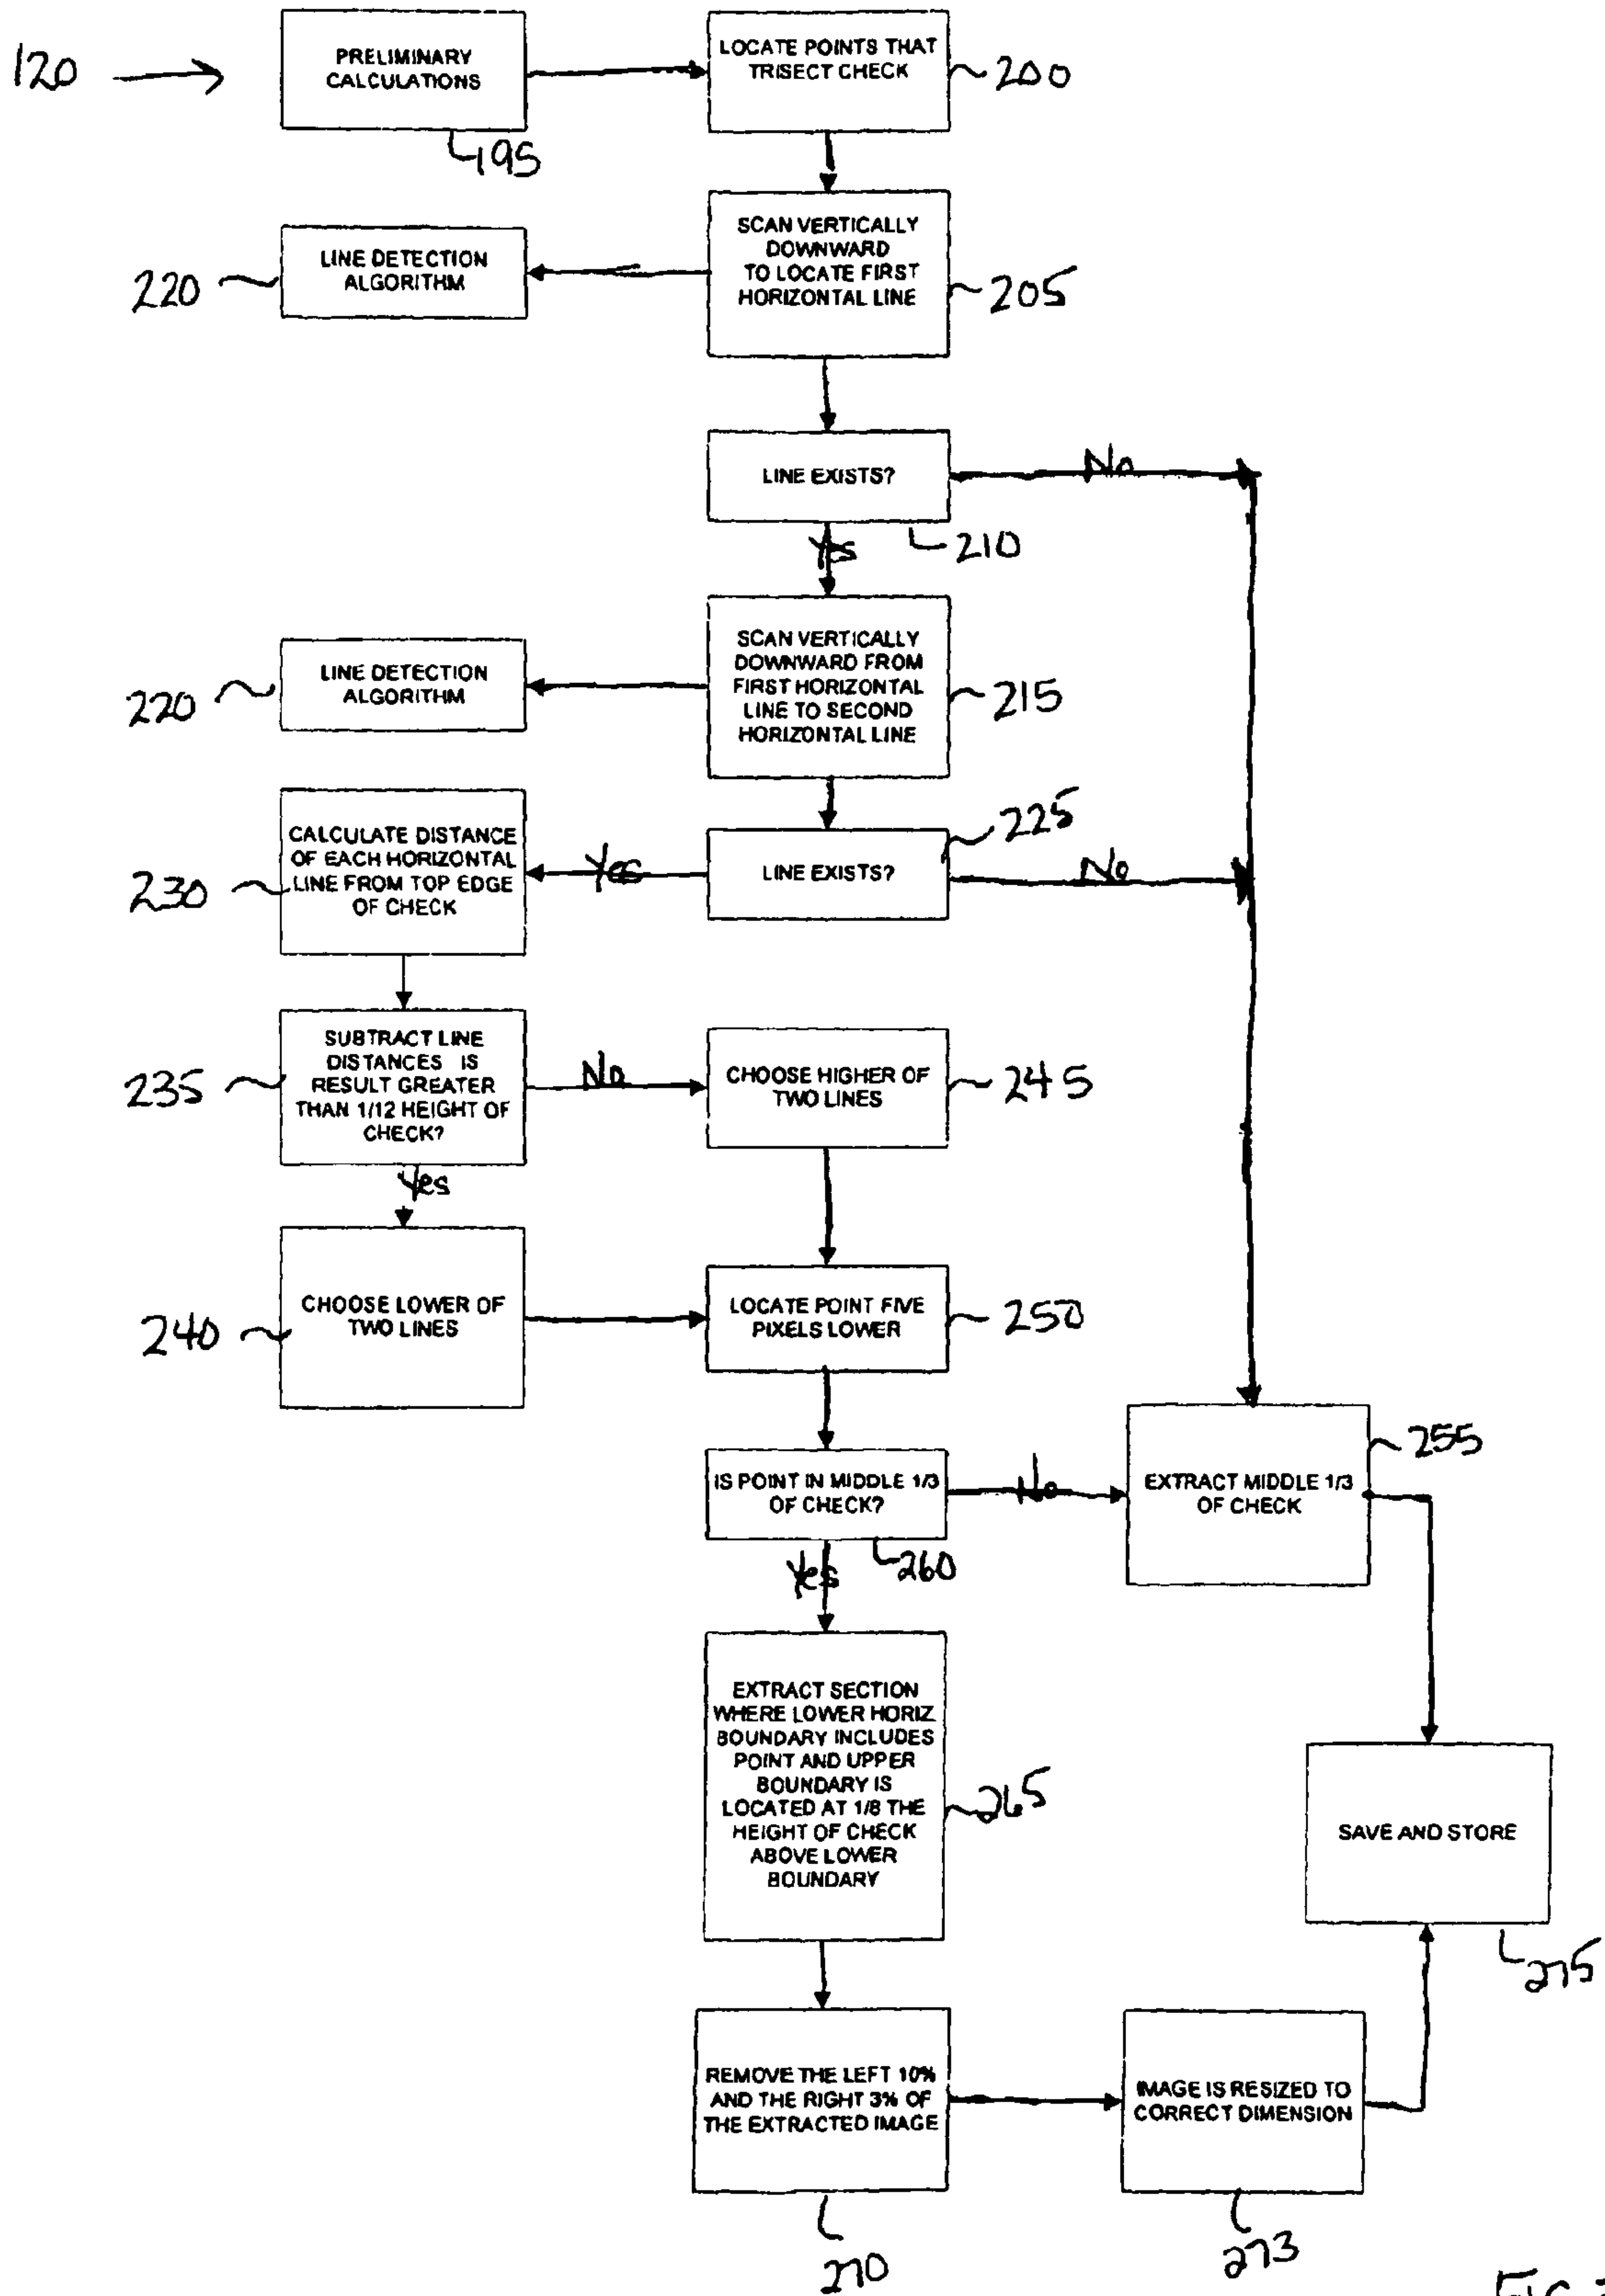 120
PRELIMINARY
CALCULATIONS
195
LOCATE POINTS THAT
TRISECT CHECK
200
SCAN VERTICALLY
DOWNWARD
TO LOCATE FIRST
HORIZONTAL LINE
205
LINE DETECTION
ALGORITHM
220
LINE EXISTS?
No
210
Yes
SCAN VERTICALLY
DOWNWARD FROM
FIRST HORIZONTAL
LINE TO SECOND
HORIZONTAL LINE
215
LINE DETECTION
ALGORITHM
220
LINE EXISTS?
225
No
Yes
CALCULATE DISTANCE
OF EACH HORIZONTAL
LINE FROM TOP EDGE
OF CHECK
230
SUBTRACT LINE
DISTANCES IS
RESULT GREATER
THAN 1/12 HEIGHT OF
CHECK?
235
No
CHOOSE HIGHER OF
TWO LINES
245
Yes
CHOOSE LOWER OF
TWO LINES
240
LOCATE POINT FIVE
PIXELS LOWER
250
IS POINT IN MIDDLE 1/3
OF CHECK?
No
260
Yes
EXTRACT MIDDLE 1/3
OF CHECK
255
EXTRACT SECTION
WHERE LOWER HORIZ
BOUNDARY INCLUDES
POINT AND UPPER
BOUNDARY IS
LOCATED AT 1/8 THE
HEIGHT OF CHECK
ABOVE LOWER
BOUNDARY
265
SAVE AND STORE
275
REMOVE THE LEFT 10%
AND THE RIGHT 3% OF
THE EXTRACTED IMAGE
270
IMAGE IS RESIZED TO
CORRECT DIMENSION
273